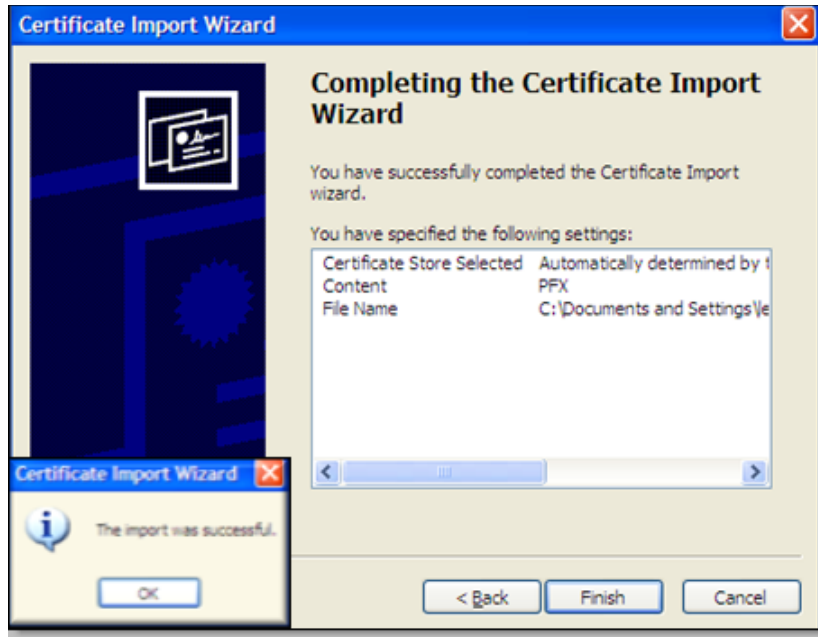 Certificate Import Wizard
Completing the Certificate Import
Wizard
You have successfully completed the Certificate Import
wizard.
You have specified the following settings:
Certificate Store Selected Automatically determined by t
Content PFX
File Name C:\Documents and Settings\le
Certificate Import Wizard
The import was successful.
OK
< Back Finish Cancel